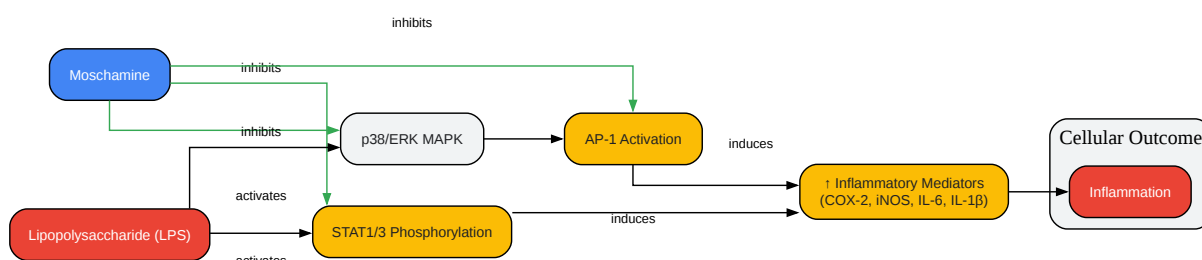 inhibits
Moschamine
inhibits
inhibits
p38/ERK MAPK
AP-1 Activation
induces
Cellular Outcome
↑ Inflammatory Mediators
(COX-2, iNOS, IL-6, IL-1β)
Inflammation
activates
Lipopolysaccharide (LPS)
STAT1/3 Phosphorylation
induces
activates